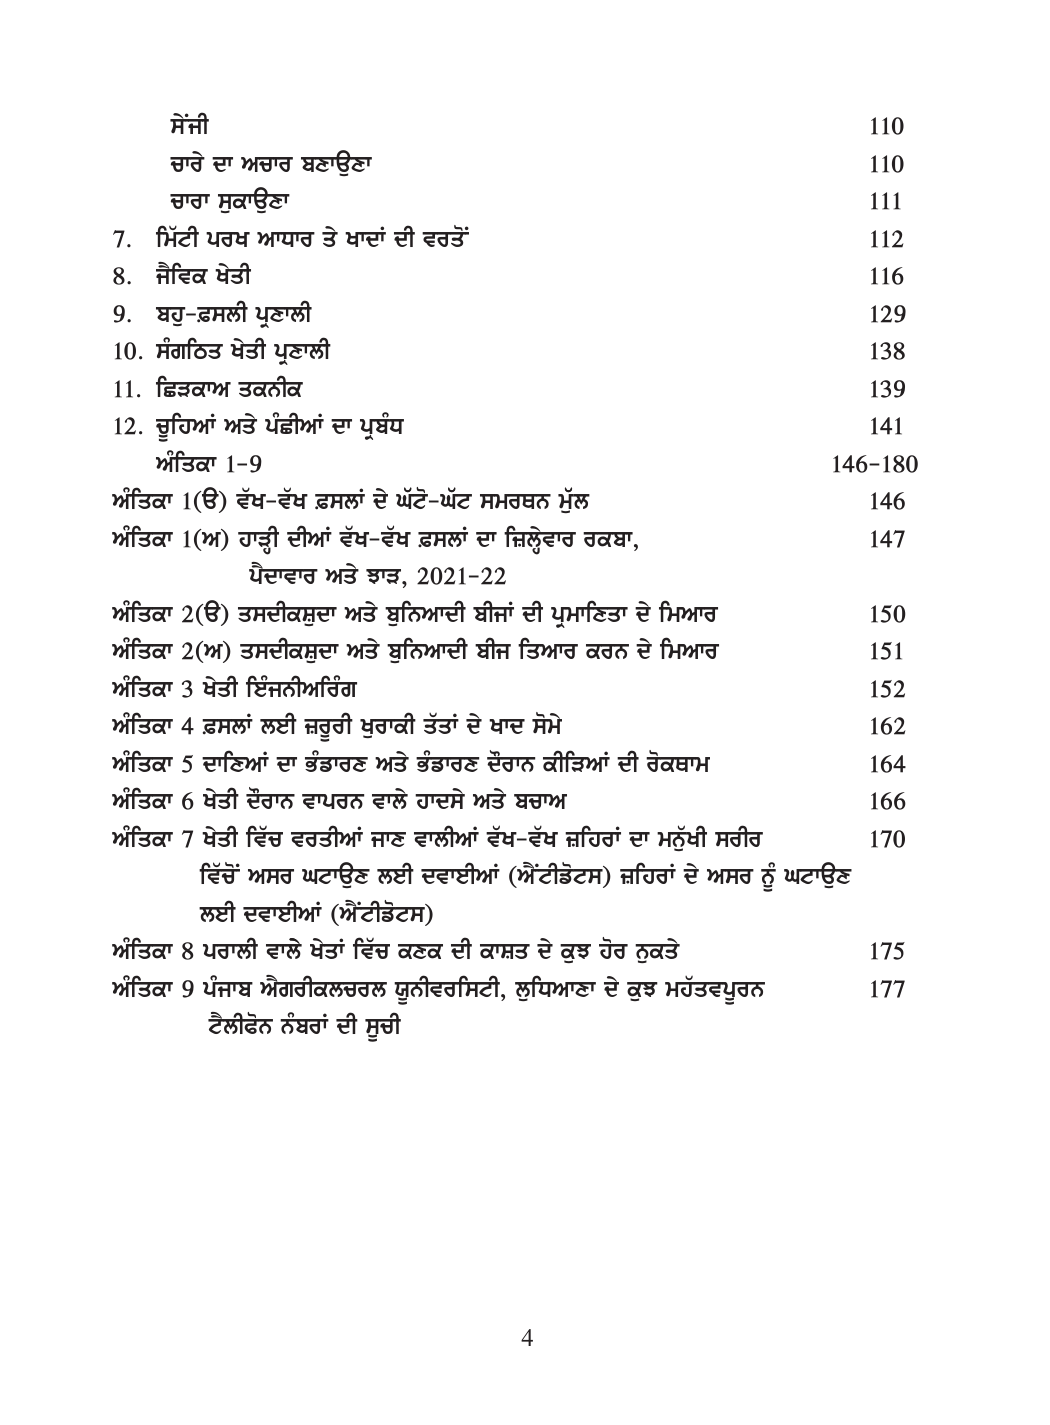 ਸੇਂਜੀ 110
ਚਾਰੇ ਦਾ ਅਚਾਰ ਬਣਾਉਣਾ 110
ਚਾਰਾ ਸੁਕਾਉਣਾ 111
7. ਮਿੱਟੀ ਪਰਖ ਆਧਾਰ ਤੇ ਖਾਦਾਂ ਦੀ ਵਰਤੋਂ 112
8. ਜੈਵਿਕ ਖੇਤੀ 116
9. ਬਹੁ-ਫ਼ਸਲੀ ਪ੍ਰਣਾਲੀ 129
10. ਸੰਗਠਿਤ ਖੇਤੀ ਪ੍ਰਣਾਲੀ 138
11. ਛਿੜਕਾਅ ਤਕਨੀਕ 139
12. ਚੂਹਿਆਂ ਅਤੇ ਪੰਛੀਆਂ ਦਾ ਪ੍ਰਬੰਧ 141
ਅੰਤਿਕਾ 1-9 146-180
ਅੰਤਿਕਾ 1(ੳ) ਵੱਖ-ਵੱਖ ਫ਼ਸਲਾਂ ਦੇ ਘੱਟੋ-ਘੱਟ ਸਮਰਥਨ ਮੁੱਲ 146
ਅੰਤਿਕਾ 1(ਅ) ਹਾੜ੍ਹੀ ਦੀਆਂ ਵੱਖ-ਵੱਖ ਫ਼ਸਲਾਂ ਦਾ ਜ਼ਿਲ੍ਹੇਵਾਰ ਰਕਬਾ, 147
ਪੈਦਾਵਾਰ ਅਤੇ ਝਾੜ, 2021-22
ਅੰਤਿਕਾ 2(ੳ) ਤਸਦੀਕਸ਼ੁਦਾ ਅਤੇ ਬੁਨਿਆਦੀ ਬੀਜਾਂ ਦੀ ਪ੍ਰਮਾਣਿਤਾ ਦੇ ਮਿਆਰ 150
ਅੰਤਿਕਾ 2(ਅ) ਤਸਦੀਕਸ਼ੁਦਾ ਅਤੇ ਬੁਨਿਆਦੀ ਬੀਜ ਤਿਆਰ ਕਰਨ ਦੇ ਮਿਆਰ 151
ਅੰਤਿਕਾ 3 ਖੇਤੀ ਇੰਜਨੀਅਰਿੰਗ 152
ਅੰਤਿਕਾ 4 ਫ਼ਸਲਾਂ ਲਈ ਜ਼ਰੂਰੀ ਖੁਰਾਕੀ ਤੱਤਾਂ ਦੇ ਖਾਦ ਸੋਮੇ 162
ਅੰਤਿਕਾ 5 ਦਾਣਿਆਂ ਦਾ ਭੰਡਾਰਣ ਅਤੇ ਭੰਡਾਰਣ ਦੌਰਾਨ ਕੀੜਿਆਂ ਦੀ ਰੋਕਥਾਮ 164
ਅੰਤਿਕਾ 6 ਖੇਤੀ ਦੌਰਾਨ ਵਾਪਰਨ ਵਾਲੇ ਹਾਦਸੇ ਅਤੇ ਬਚਾਅ 166
ਅੰਤਿਕਾ 7 ਖੇਤੀ ਵਿੱਚ ਵਰਤੀਆਂ ਜਾਣ ਵਾਲੀਆਂ ਵੱਖ-ਵੱਖ ਜ਼ਹਿਰਾਂ ਦਾ ਮਨੁੱਖੀ ਸਰੀਰ 170
ਵਿੱਚੋਂ ਅਸਰ ਘਟਾਉਣ ਲਈ ਦਵਾਈਆਂ (ਐਂਟੀਡੋਟਸ) ਜ਼ਹਿਰਾਂ ਦੇ ਅਸਰ ਨੂੰ ਘਟਾਉਣ
ਲਈ ਦਵਾਈਆਂ (ਐਂਟੀਡੋਟਸ)
ਅੰਤਿਕਾ 8 ਪਰਾਲੀ ਵਾਲੇ ਖੇਤਾਂ ਵਿੱਚ ਕਣਕ ਦੀ ਕਾਸ਼ਤ ਦੇ ਕੁਝ ਹੋਰ ਨੁਕਤੇ 175
ਅੰਤਿਕਾ 9 ਪੰਜਾਬ ਐਗਰੀਕਲਚਰਲ ਯੂਨੀਵਰਸਿਟੀ, ਲੁਧਿਆਣਾ ਦੇ ਕੁਝ ਮਹੱਤਵਪੂਰਨ 177
ਟੈਲੀਫੋਨ ਨੰਬਰਾਂ ਦੀ ਸੂਚੀ
4